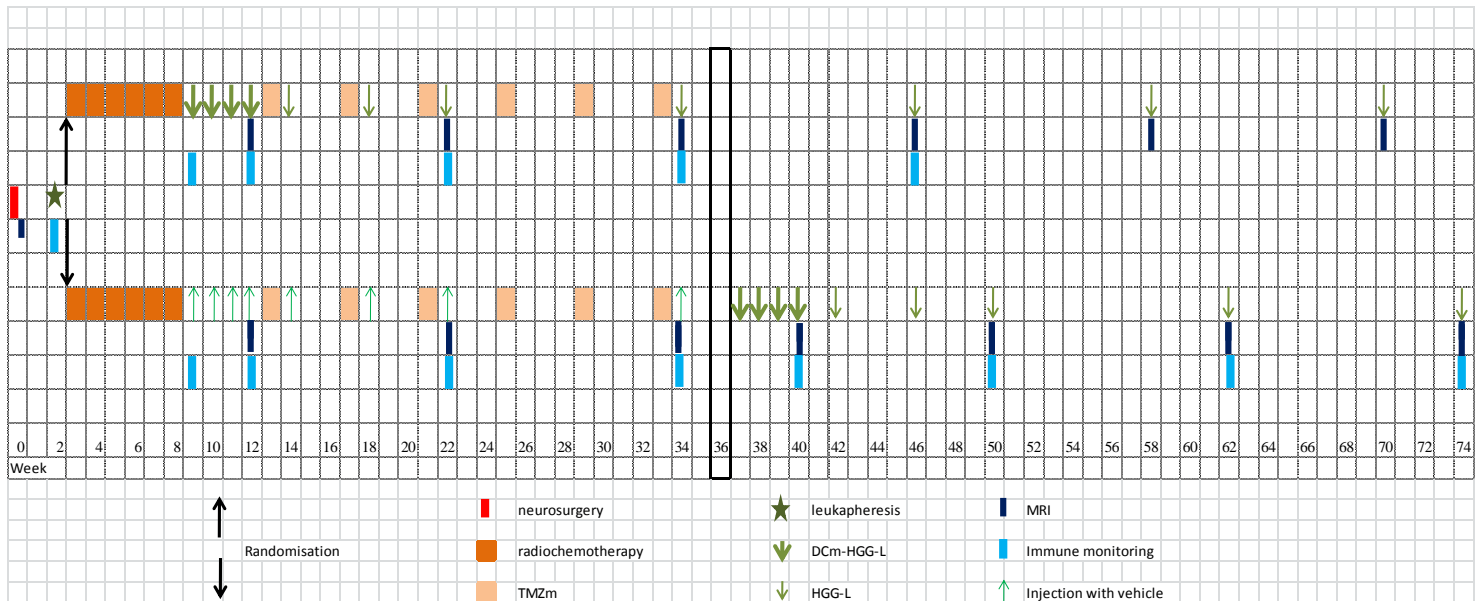 0 2 4 6 8 10 12 14 16 18 20 22 24 26 28 30 32 34 36 38 40 42 44 46 48 50 52 54 56 58 60 62 64 66 68 70 72 74
Week
neurosurgery leukapheresis MRI
Randomisation radiochemotherapy DCm-HGG-L Immune monitoring
TMZm HGG-L Injection with vehicle